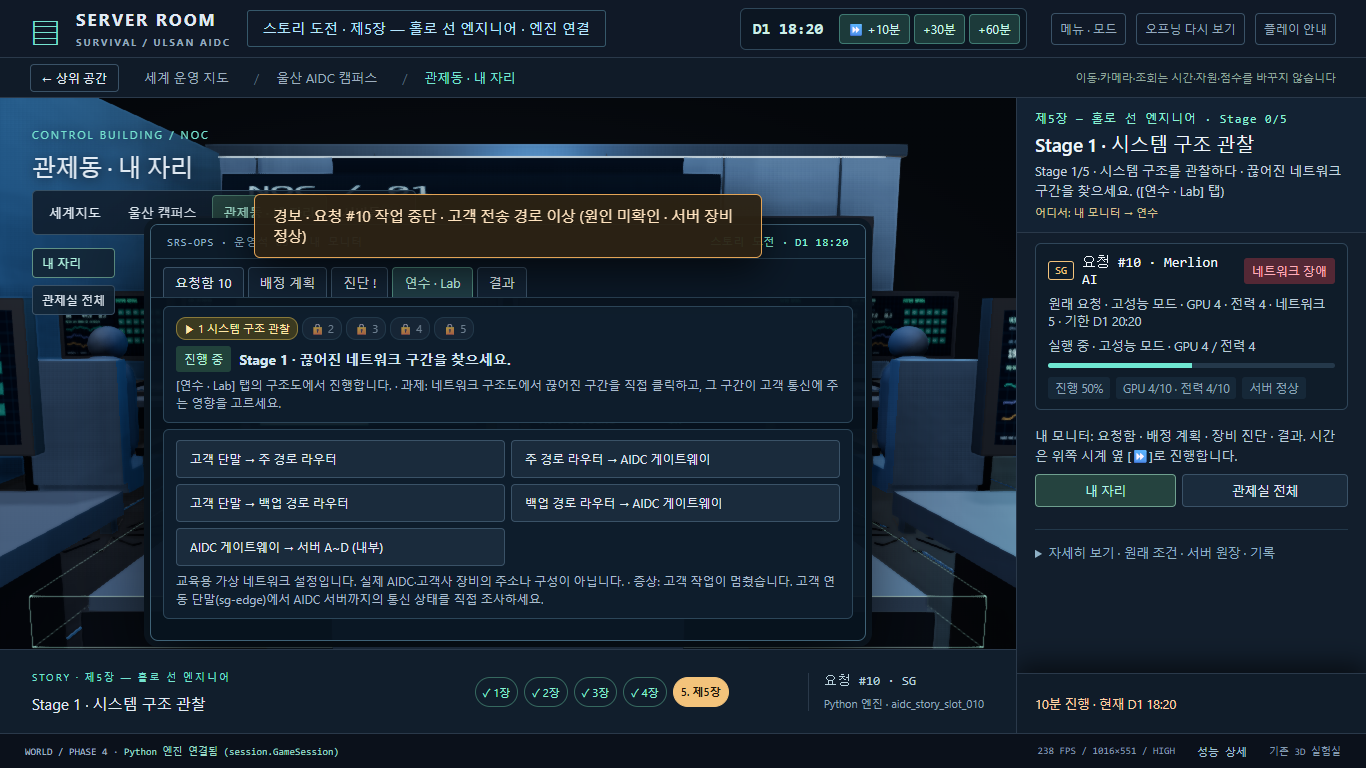 SERVER ROOM
SURVIVAL / ULSAN AIDC
스토리 도전 · 제5장 — 홀로 선 엔지니어 · 엔진 연결
D1 18:20
⏩ +10분
+30분
+60분
메뉴 · 모드
오프닝 다시 보기
플레이 안내
← 상위 공간
세계 운영 지도 / 울산 AIDC 캠퍼스 / 관제동 · 내 자리
이동·카메라·조회는 시간·자원·점수를 바꾸지 않습니다
CONTROL BUILDING / NOC
관제동 · 내 자리
세계지도
울산 캠퍼스
내 자리
관제실 전체
경보 · 요청 #10 작업 중단 · 고객 전송 경로 이상 (원인 미확인 · 서버 장비
정상)
SRS-OPS · 운영
전 · D1 18:20
요청함 10
배정 계획
진단 !
연수 · Lab
결과
▶ 1 시스템 구조 관찰
🔒 2
🔒 3
🔒 4
🔒 5
진행 중
Stage 1 · 끊어진 네트워크 구간을 찾으세요.
[연수 · Lab] 탭의 구조도에서 진행합니다. · 과제: 네트워크 구조도에서 끊어진 구간을 직접 클릭하고, 그 구간이 고객 통신에 주
는 영향을 고르세요.
고객 단말 → 주 경로 라우터
주 경로 라우터 → AIDC 게이트웨이
고객 단말 → 백업 경로 라우터
백업 경로 라우터 → AIDC 게이트웨이
AIDC 게이트웨이 → 서버 A~D (내부)
교육용 가상 네트워크 설정입니다. 실제 AIDC·고객사 장비의 주소나 구성이 아닙니다. · 증상: 고객 작업이 멈췄습니다. 고객 연
동 단말(sg-edge)에서 AIDC 서버까지의 통신 상태를 직접 조사하세요.
제5장 — 홀로 선 엔지니어 · Stage 0/5
Stage 1 · 시스템 구조 관찰
Stage 1/5 · 시스템 구조를 관찰하다 · 끊어진 네트워크
구간을 찾으세요. ([연수 · Lab] 탭)
어디서: 내 모니터 → 연수
SG
요청 #10 · Merlion
AI
네트워크 장애
원래 요청 · 고성능 모드 · GPU 4 · 전력 4 · 네트워크
5 · 기한 D1 20:20
실행 중 · 고성능 모드 · GPU 4 / 전력 4
진행 50%
GPU 4/10 · 전력 4/10
서버 정상
내 모니터: 요청함 · 배정 계획 · 장비 진단 · 결과. 시간
은 위쪽 시계 옆 [⏩]로 진행합니다.
내 자리
관제실 전체
▶ 자세히 보기 · 원래 조건 · 서버 원장 · 기록
10분 진행 · 현재 D1 18:20
STORY · 제5장 — 홀로 선 엔지니어
Stage 1 · 시스템 구조 관찰
✓ 1장
✓ 2장
✓ 3장
✓ 4장
5. 제5장
요청 #10 · SG
Python 엔진 · aidc_story_slot_010
WORLD / PHASE 4 · Python 엔진 연결됨 (session.GameSession)
238 FPS / 1016×551 / HIGH
성능 상세
기존 3D 실험실